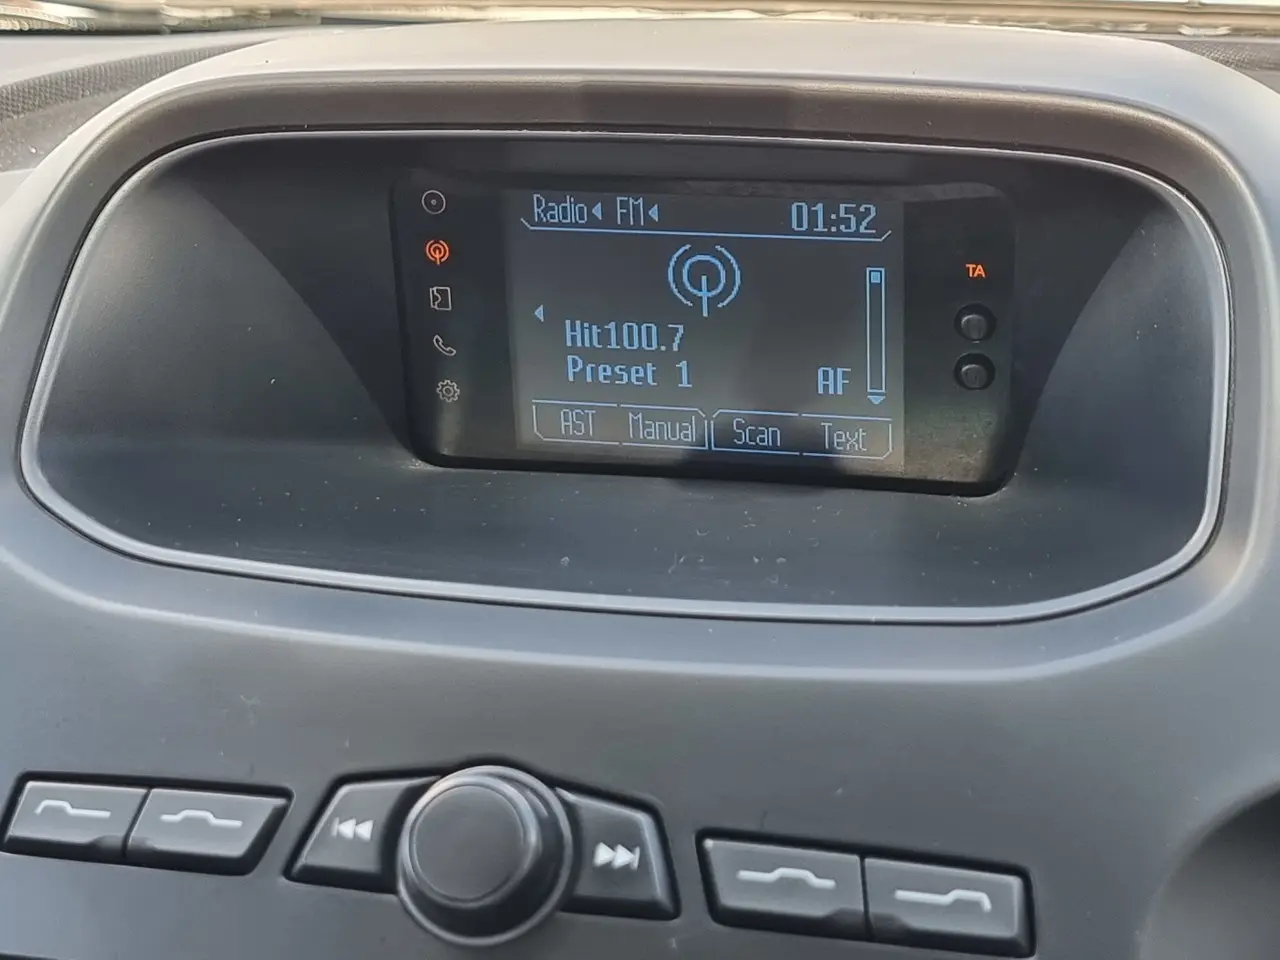 Radio FM 01:52
TA
Hit100.7
Preset 1
AF
AST Manual Scan Text